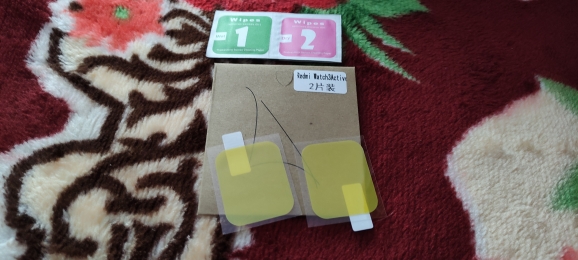 Wipes
Wipes
1
2
Redmi Watch3Active
2片装